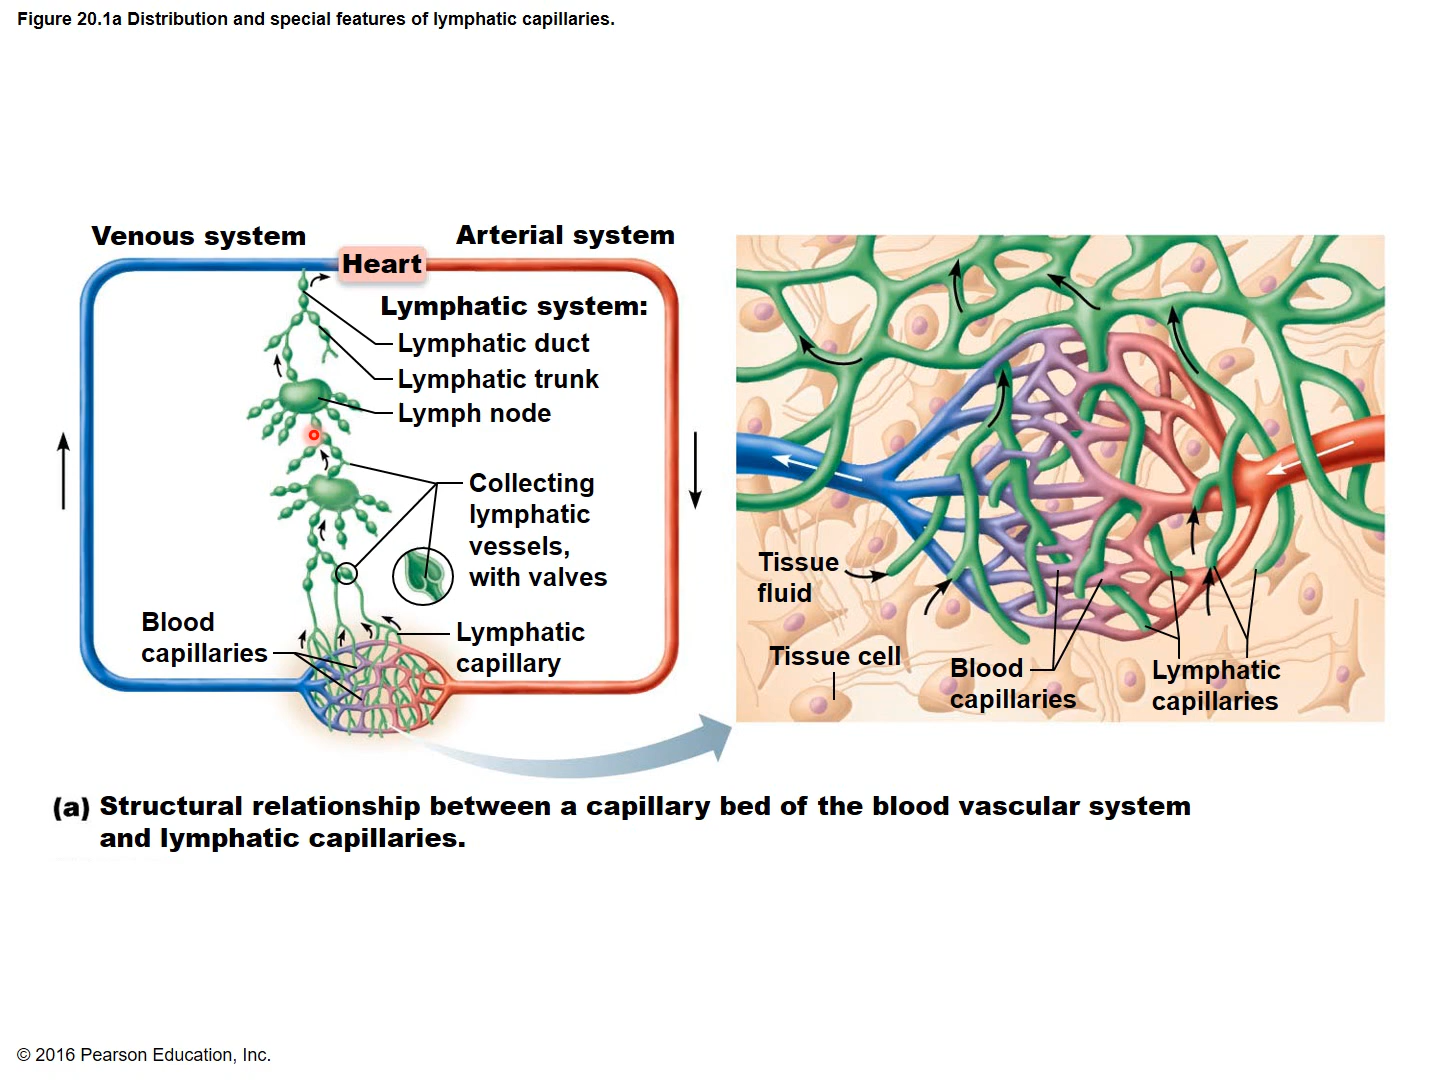 Figure 20.1a Distribution and special features of lymphatic capillaries.
Venous system
Arterial system
Heart
Lymphatic system:
Lymphatic duct
Lymphatic trunk
Lymph node
Collecting
lymphatic
vessels,
with valves
Blood
capillaries
Lymphatic
capillary
Tissue
fluid
Tissue cell
Blood
capillaries
Lymphatic
capillaries
(a) Structural relationship between a capillary bed of the blood vascular system
and lymphatic capillaries.
© 2016 Pearson Education, Inc.